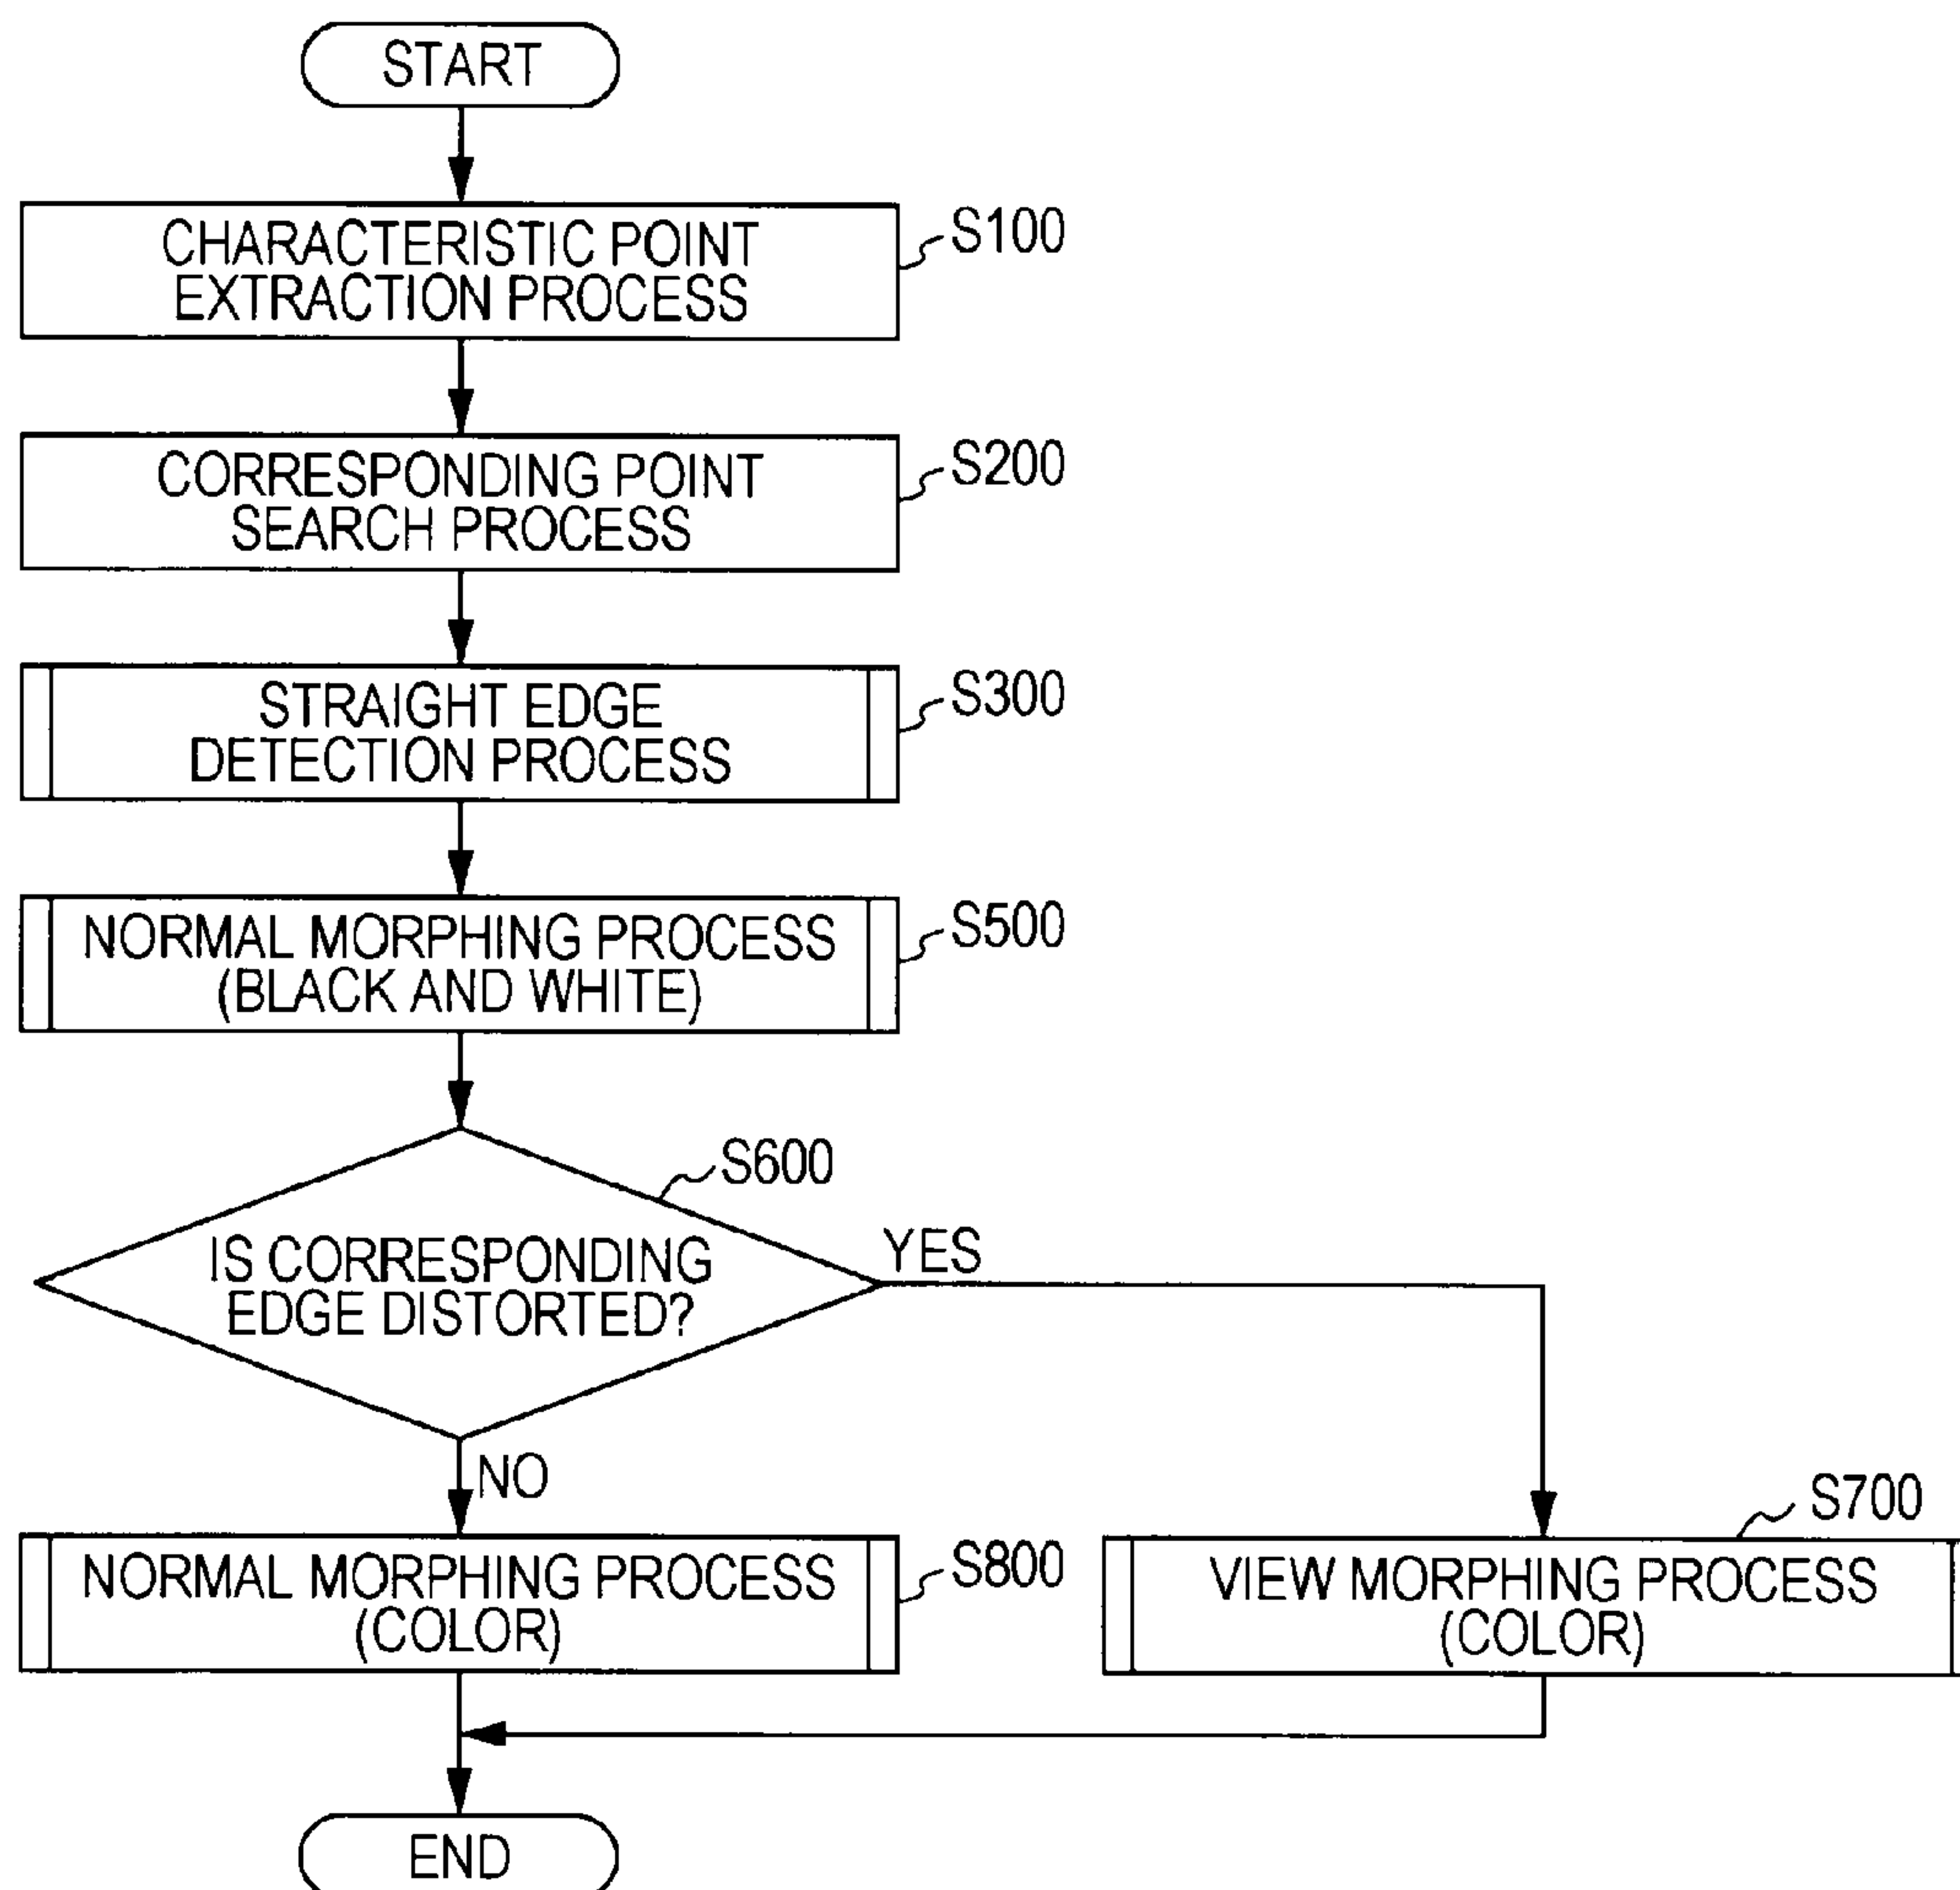 START
CHARACTERISTIC POINT
EXTRACTION PROCESS
S100
CORRESPONDING POINT
SEARCH PROCESS
S200
STRAIGHT EDGE
DETECTION PROCESS
S300
NORMAL MORPHING PROCESS
(BLACK AND WHITE)
S500
S600
IS CORRESPONDING
EDGE DISTORTED?
YES
NO
NORMAL MORPHING PROCESS
(COLOR)
S800
S700
VIEW MORPHING PROCESS
(COLOR)
END